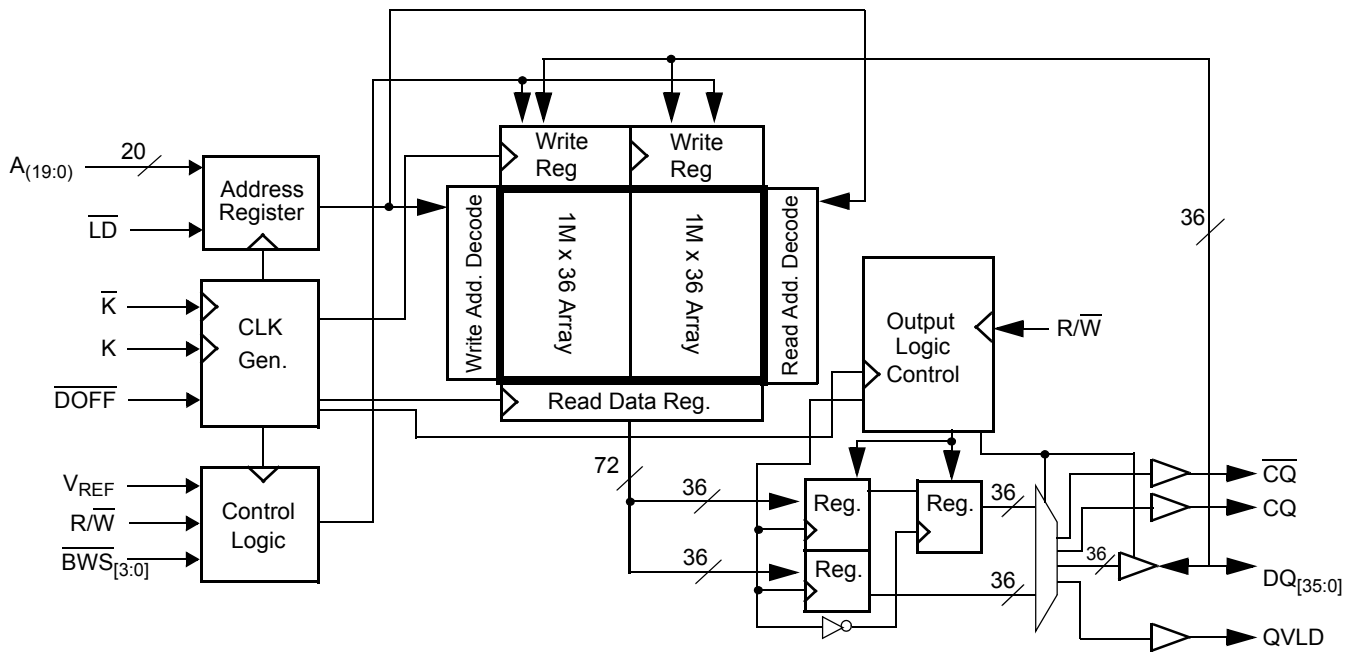 A(19:0)
20
LD
Address
Register
K
K
DOFF
CLK
Gen.
VREF
R/W
BWS[3:0]
Control
Logic
Write
Reg
Write
Reg
Write Add. Decode
1M x 36 Array
1M x 36 Array
Read Add. Decode
Read Data Reg.
72
36
36
Output
Logic
Control
R/W
36
Reg.
Reg.
Reg.
36
36
36
CQ
CQ
DQ[35:0]
QVLD